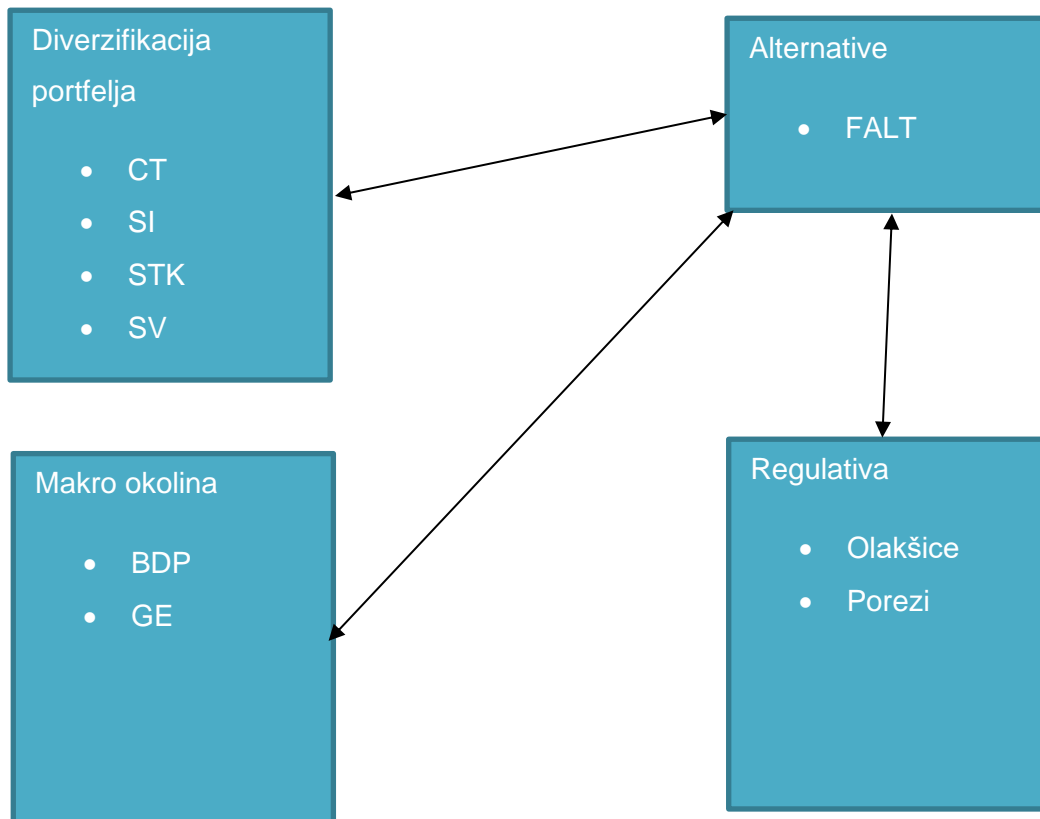 Diverzifikacija
portfelja
• CT
• SI
• STK
• SV
Alternative
• FALT
Makro okolina
• BDP
• GE
Regulativa
• Olakšice
• Porezi